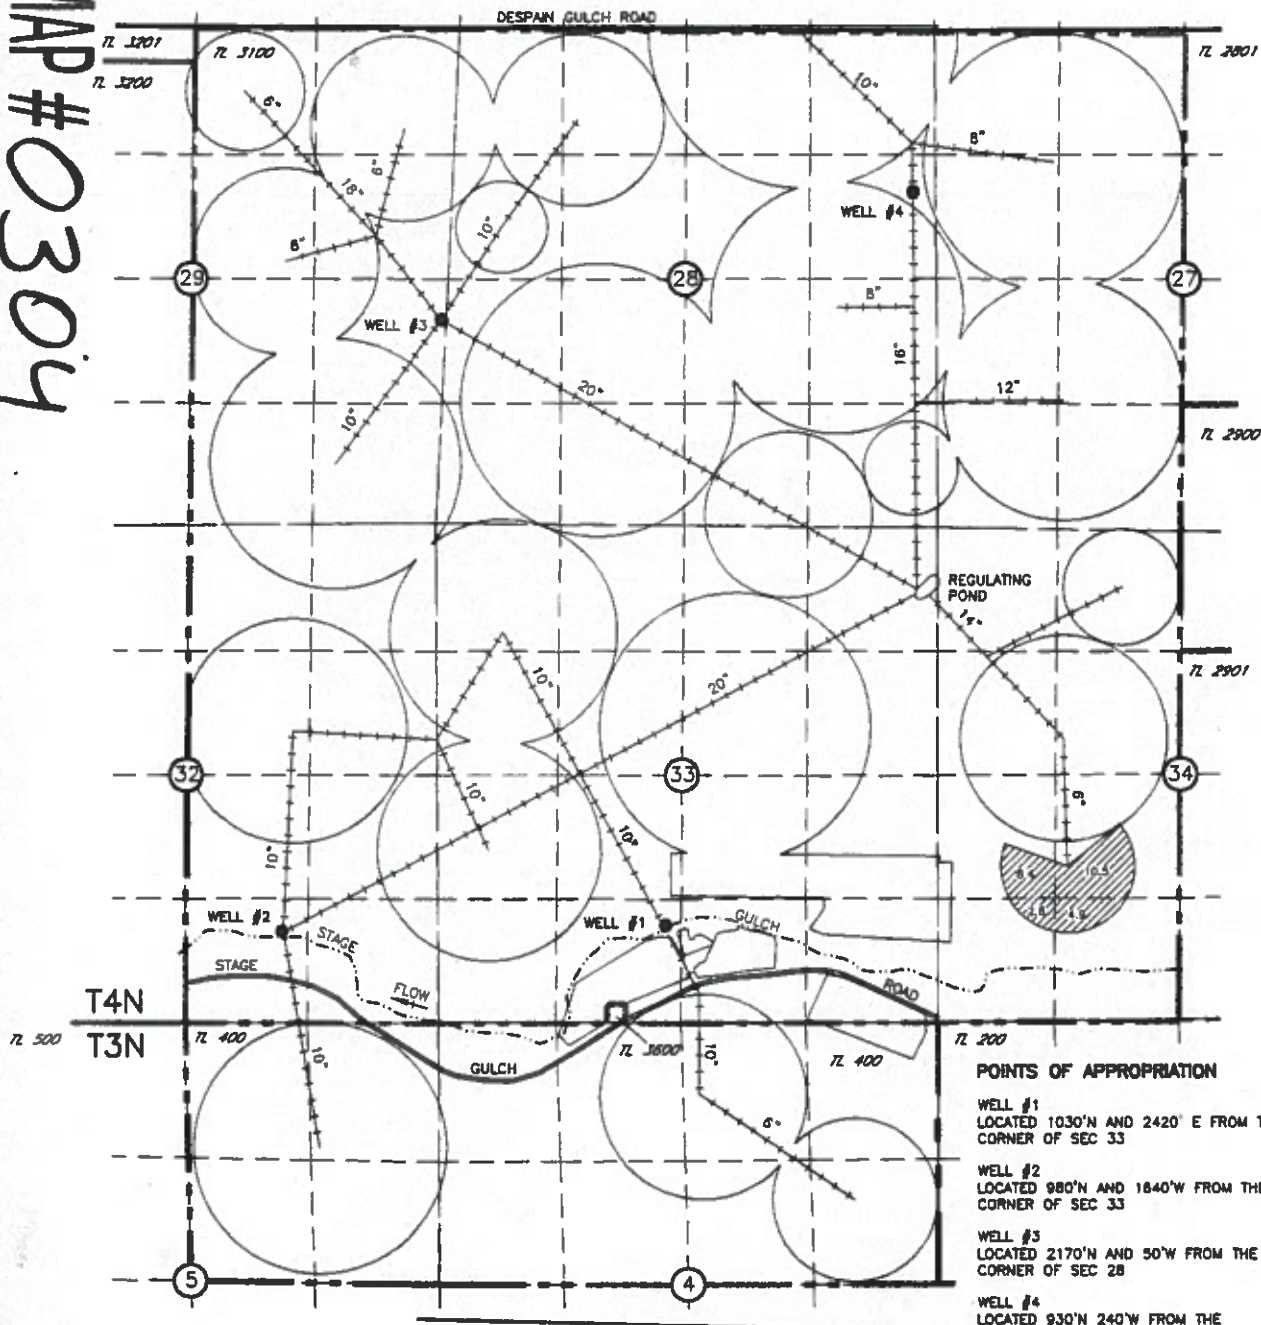 MAP #0304
DESPAIN GULCH ROAD
TL 3201
TL 3100
TL 3200
TL 2801
10"
6"
8"
18"
6"
10"
8"
WELL #4
29
28
27
8"
WELL #3
16"
20"
12"
10"
TL 2900
REGULATING
POND
TL 2901
10"
20"
32
33
34
10"
6"
10"
10"
WELL #2
WELL #1
GULCH
STAGE
STAGE
FLOW
ROAD
T4N
TL 500
T3N
TL 400
TL 3600
TL 400
TL 200
10"
10"
GULCH
6"
POINTS OF APPROPRIATION
WELL #1
LOCATED 1030'N AND 2420' E FROM
CORNER OF SEC 33
WELL #2
LOCATED 980'N AND 1640'W FROM THE
CORNER OF SEC 33
WELL #3
LOCATED 2170'N AND 50'W FROM THE
CORNER OF SEC 28
WELL #4
LOCATED 930'N 240'W FROM THE
5
4